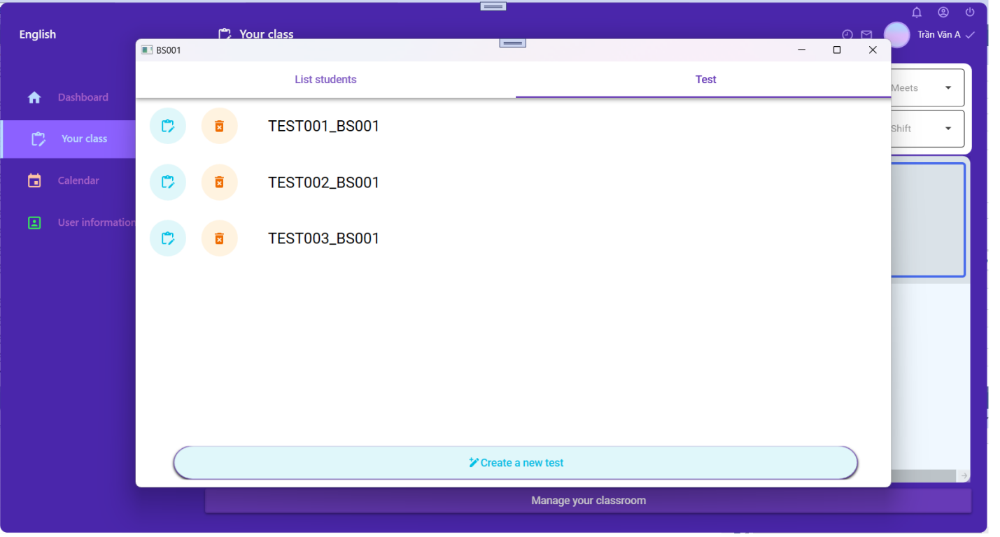 English
Your class
Trần Văn A
BS001
List students
Test
Dashboard
Your class
Calendar
User information
TEST001_BS001
TEST002_BS001
TEST003_BS001
Meets
Shift
Create a new test
Manage your classroom